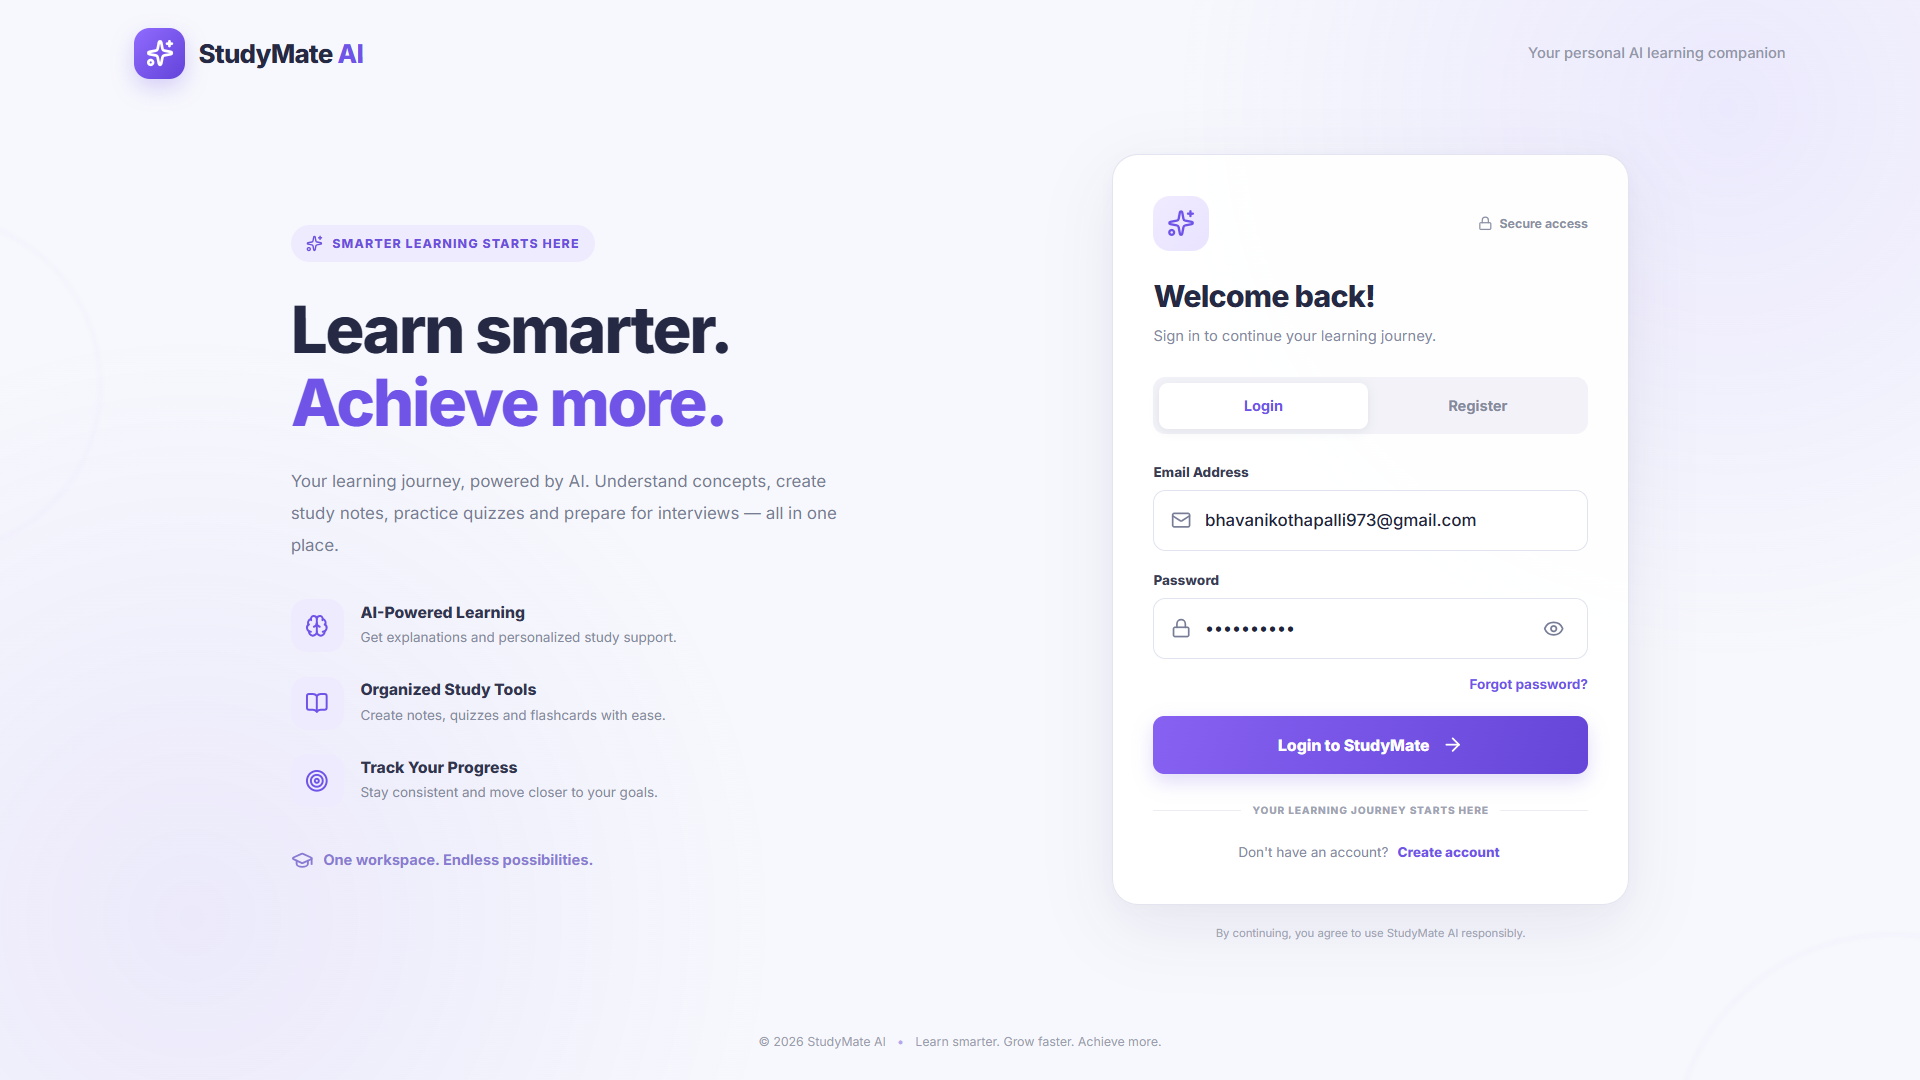 StudyMate AI
Your personal AI learning companion
SMARTER LEARNING STARTS HERE
Learn smarter.
Achieve more.
Your learning journey, powered by AI. Understand concepts, create
study notes, practice quizzes and prepare for interviews — all in one
place.
AI-Powered Learning
Get explanations and personalized study support.
Organized Study Tools
Create notes, quizzes and flashcards with ease.
Track Your Progress
Stay consistent and move closer to your goals.
One workspace. Endless possibilities.
Secure access
Welcome back!
Sign in to continue your learning journey.
Login Register
Email Address
bhavanikothapalli973@gmail.com
Password
••••••••••
Forgot password?
Login to StudyMate →
YOUR LEARNING JOURNEY STARTS HERE
Don't have an account? Create account
By continuing, you agree to use StudyMate AI responsibly.
© 2026 StudyMate AI • Learn smarter. Grow faster. Achieve more.